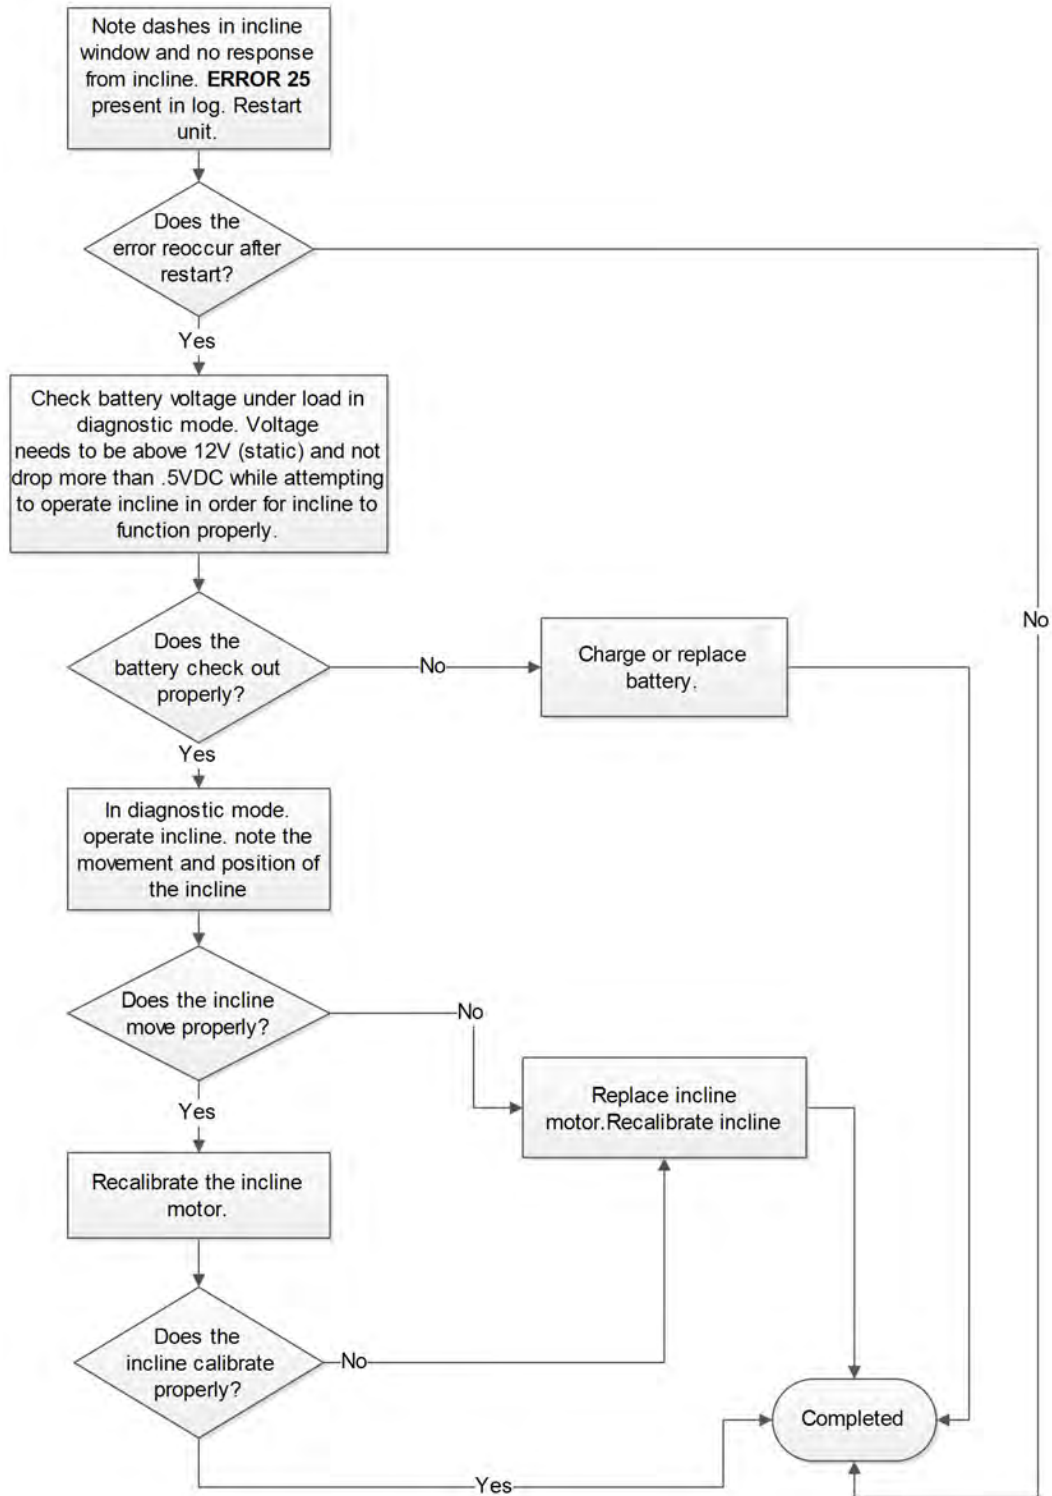 Note dashes in incline
window and no response
from incline. ERROR 25
present in log. Restart
unit.
Does the
error reoccur after
restart?
Yes
No
Check battery voltage under load in
diagnostic mode. Voltage
needs to be above 12V (static) and not
drop more than .5VDC while attempting
to operate incline in order for incline to
function properly.
Does the
battery check out
properly?
No
Charge or replace
battery.
Yes
In diagnostic mode.
operate incline. note the
movement and position of
the incline
Does the incline
move properly?
No
Replace incline
motor.Recalibrate incline
Yes
Recalibrate the incline
motor.
Does the
incline calibrate
properly?
No
Yes
Completed